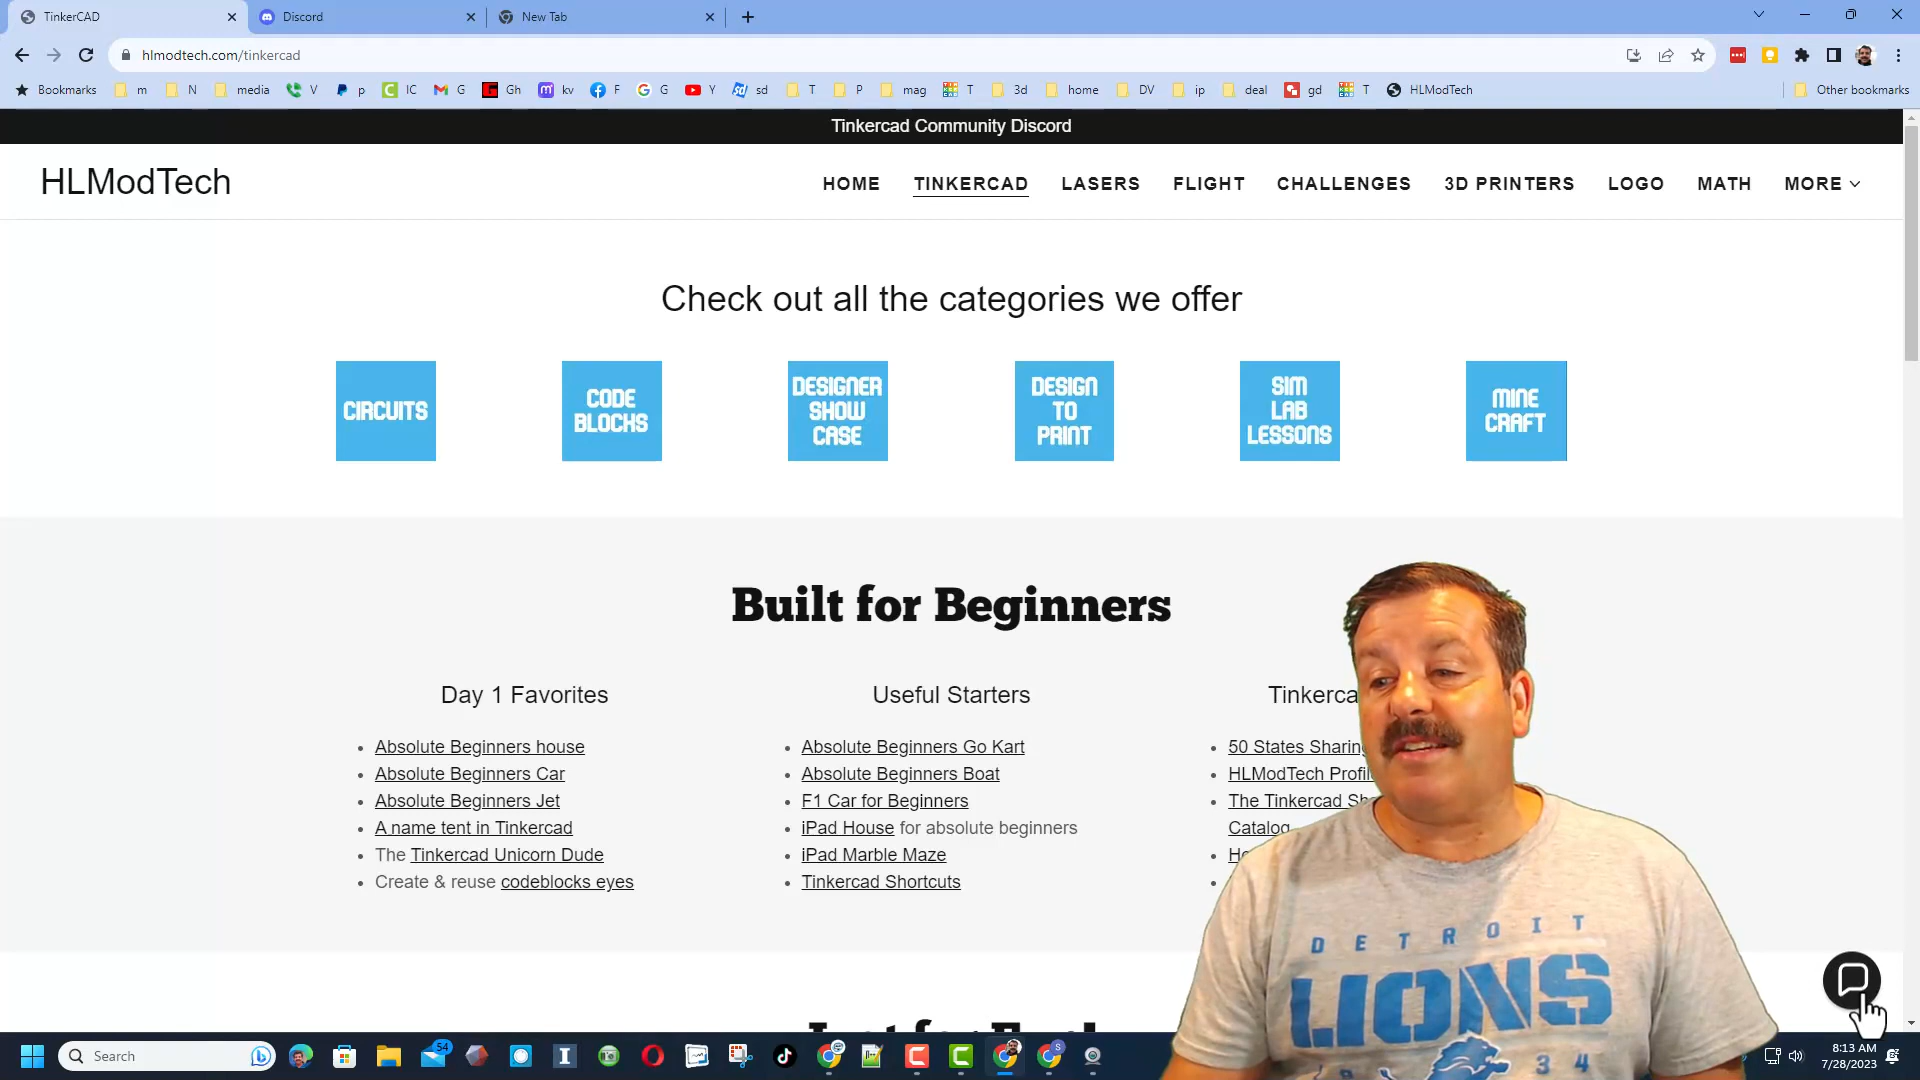 TinkerCAD
Discord
New Tab
hlmodtech.com/tinkercad
Bookmarks m N media V p IC G Gh kv F G Y sd T P mag T 3d home DV ip deal gd T HLModTech Other bookmarks
Tinkercad Community Discord
HLModTech
HOME TINKERCAD LASERS FLIGHT CHALLENGES 3D PRINTERS LOGO MATH MORE
Check out all the categories we offer
CIRCUITS
CODE
BLOCKS
DESIGNER
SHOW
CASE
DESIGN
TO
PRINT
SIM
LAB
LESSONS
MINE
CRAFT
Built for Beginners
Day 1 Favorites
Absolute Beginners house
Absolute Beginners Car
Absolute Beginners Jet
A name tent in Tinkercad
The Tinkercad Unicorn Dude
Create & reuse codeblocks eyes
Useful Starters
Absolute Beginners Go Kart
Absolute Beginners Boat
F1 Car for Beginners
iPad House for absolute beginners
iPad Marble Maze
Tinkercad Shortcuts
Tinkerca
50 States Sharing
HLModTech Profil
The Tinkercad Sh
Catalog
DETROIT
LIONS
Search
54
8:13 AM
7/28/2023